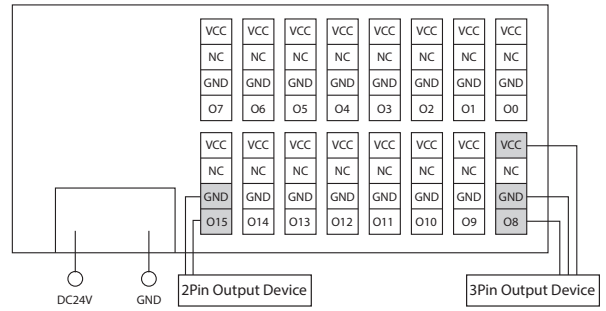 VCC VCC VCC VCC VCC VCC VCC VCC
NC NC NC NC NC NC NC NC
GND GND GND GND GND GND GND GND
O7 O6 O5 O4 O3 O2 O1 O0
VCC VCC VCC VCC VCC VCC VCC VCC
NC NC NC NC NC NC NC NC
GND GND GND GND GND GND GND GND
O15 O14 O13 O12 O11 O10 O9 O8
2Pin Output Device 3Pin Output Device
DC24V GND